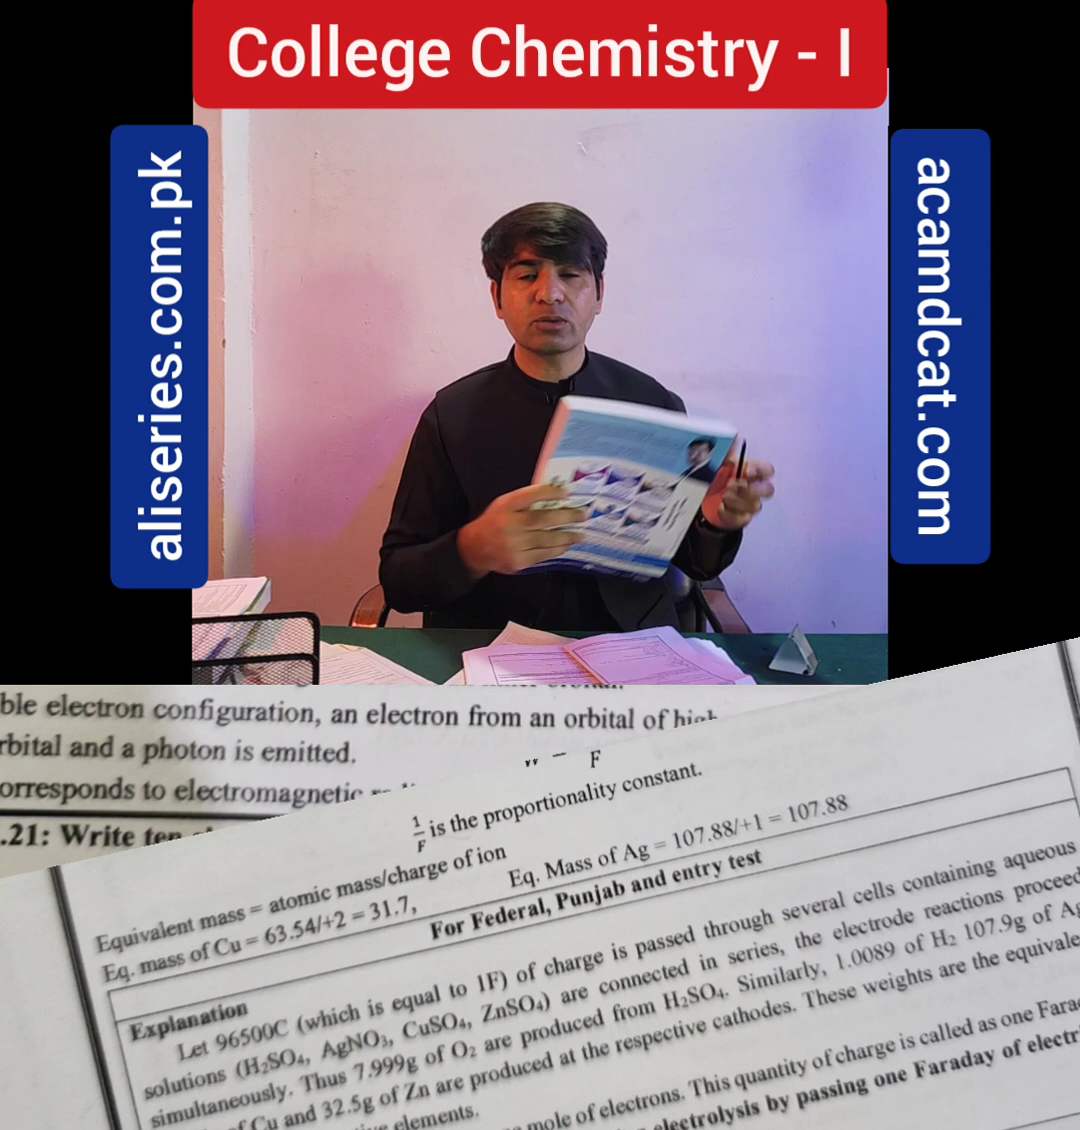 College Chemistry - I
aliseries.com.pk
acamdcat.com
ble electron configuration, an electron from an orbital of high
rbital and a photon is emitted.
orresponds to electromagnetic
.21: Write ten
F
1/F is the proportionality constant.
Equivalent mass = atomic mass/charge of ion
Eq. mass of Cu = 63.54/+2 = 31.7,
Eq. Mass of Ag = 107.88/+1 = 107.88
For Federal, Punjab and entry test
Explanation
Let 96500C (which is equal to 1F) of charge is passed through several cells containing aqueous
solutions (H₂SO₄, AgNO₃, CuSO₄, ZnSO₄) are connected in series, the electrode reactions proceed
simultaneously. Thus 7.999g of O₂ are produced from H₂SO₄. Similarly, 1.0089 of H₂ 107.9g of Ag
f Cu and 32.5g of Zn are produced at the respective cathodes. These weights are the equivale
elements.
mole of electrons. This quantity of charge is called as one Fara
electrolysis by passing one Faraday of electr